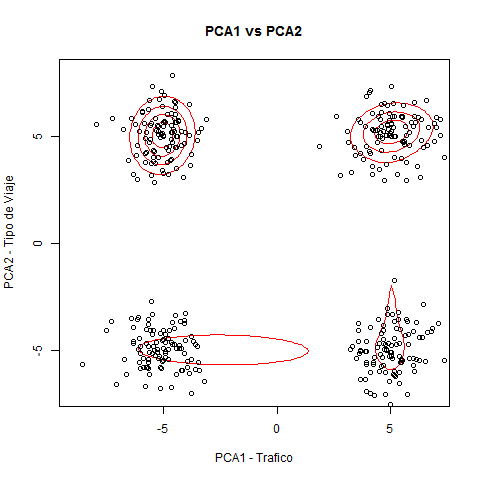 PCA1 vs PCA2
PCA2 - Tipo de Viaje
5
0
-5
-5 0 5
PCA1 - Trafico